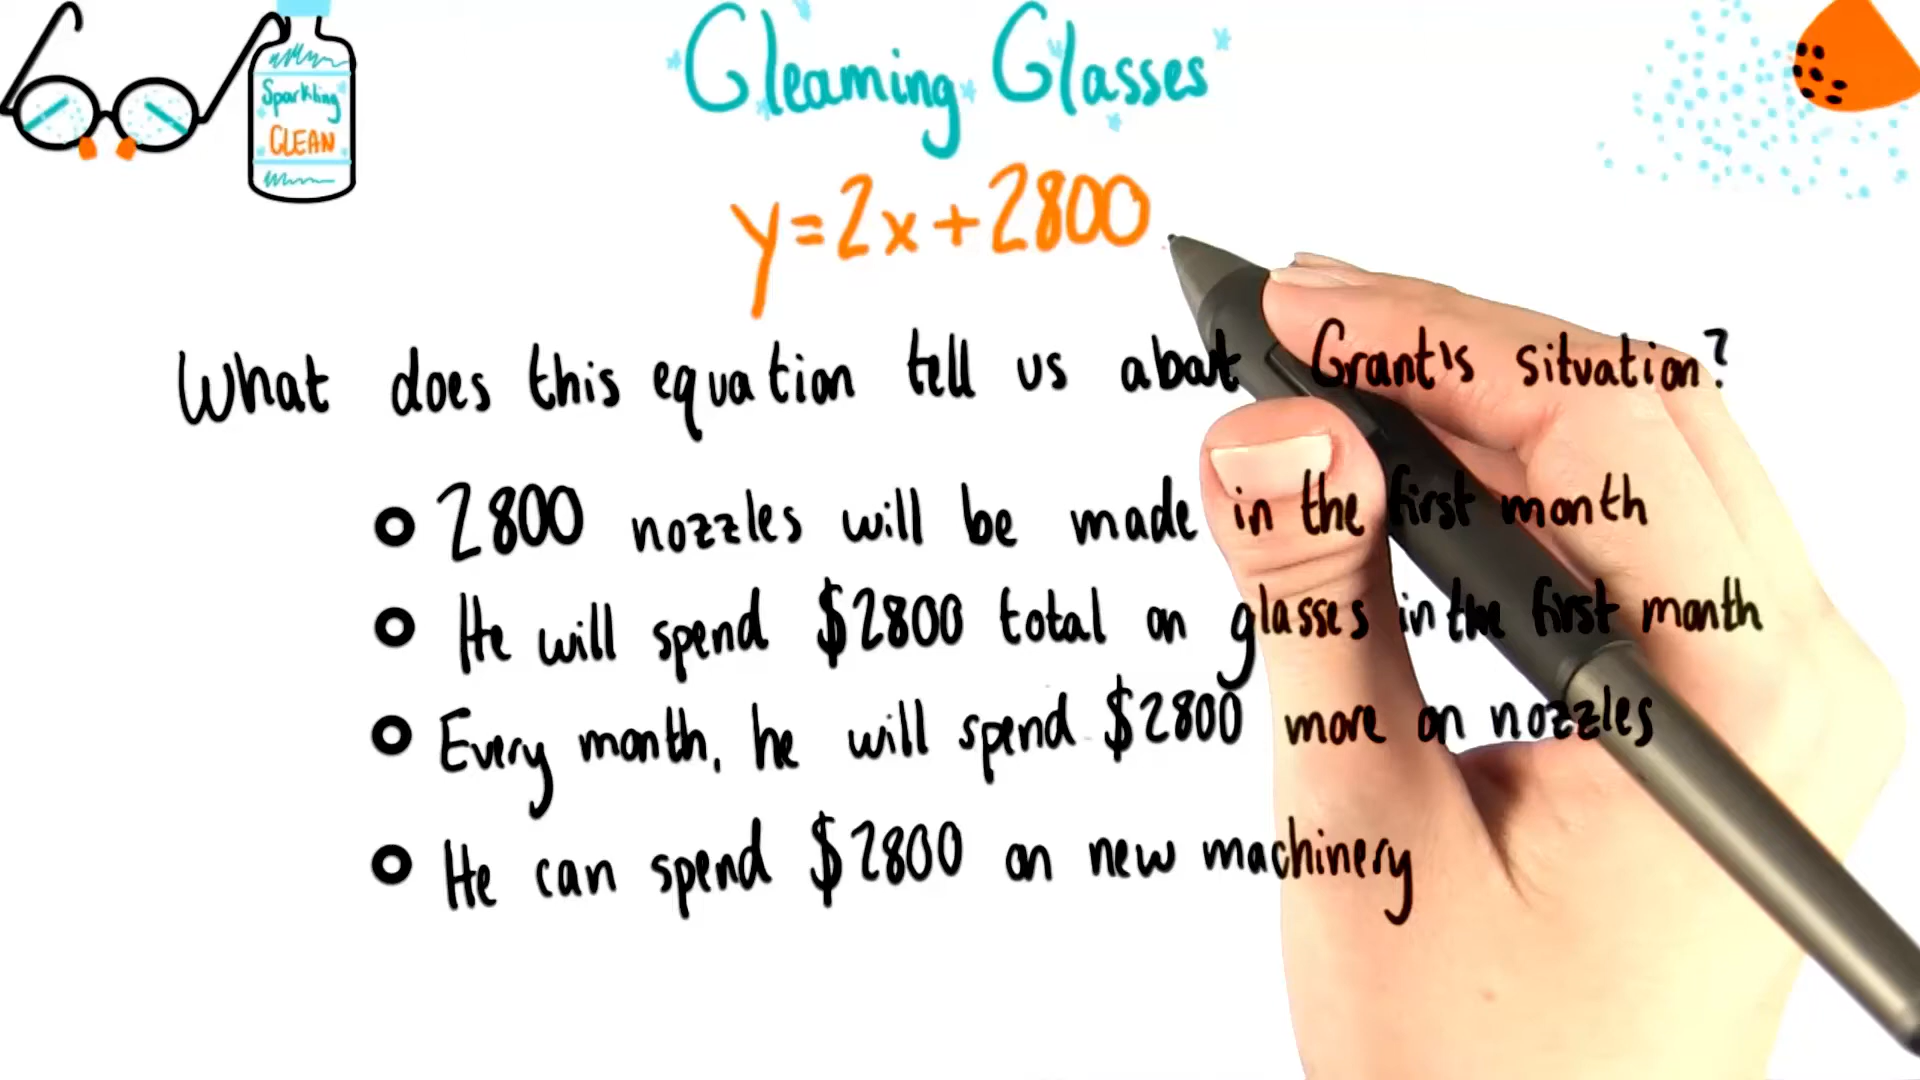 Sparkling
CLEAN
Gleaming Glasses
y=2x+2800
What does this equation tell us about Grant's situation?
2800 nozzles will be made in the first month
He will spend $2800 total on glasses in the first month
Every month, he will spend $2800 more on nozzles
He can spend $2800 on new machinery